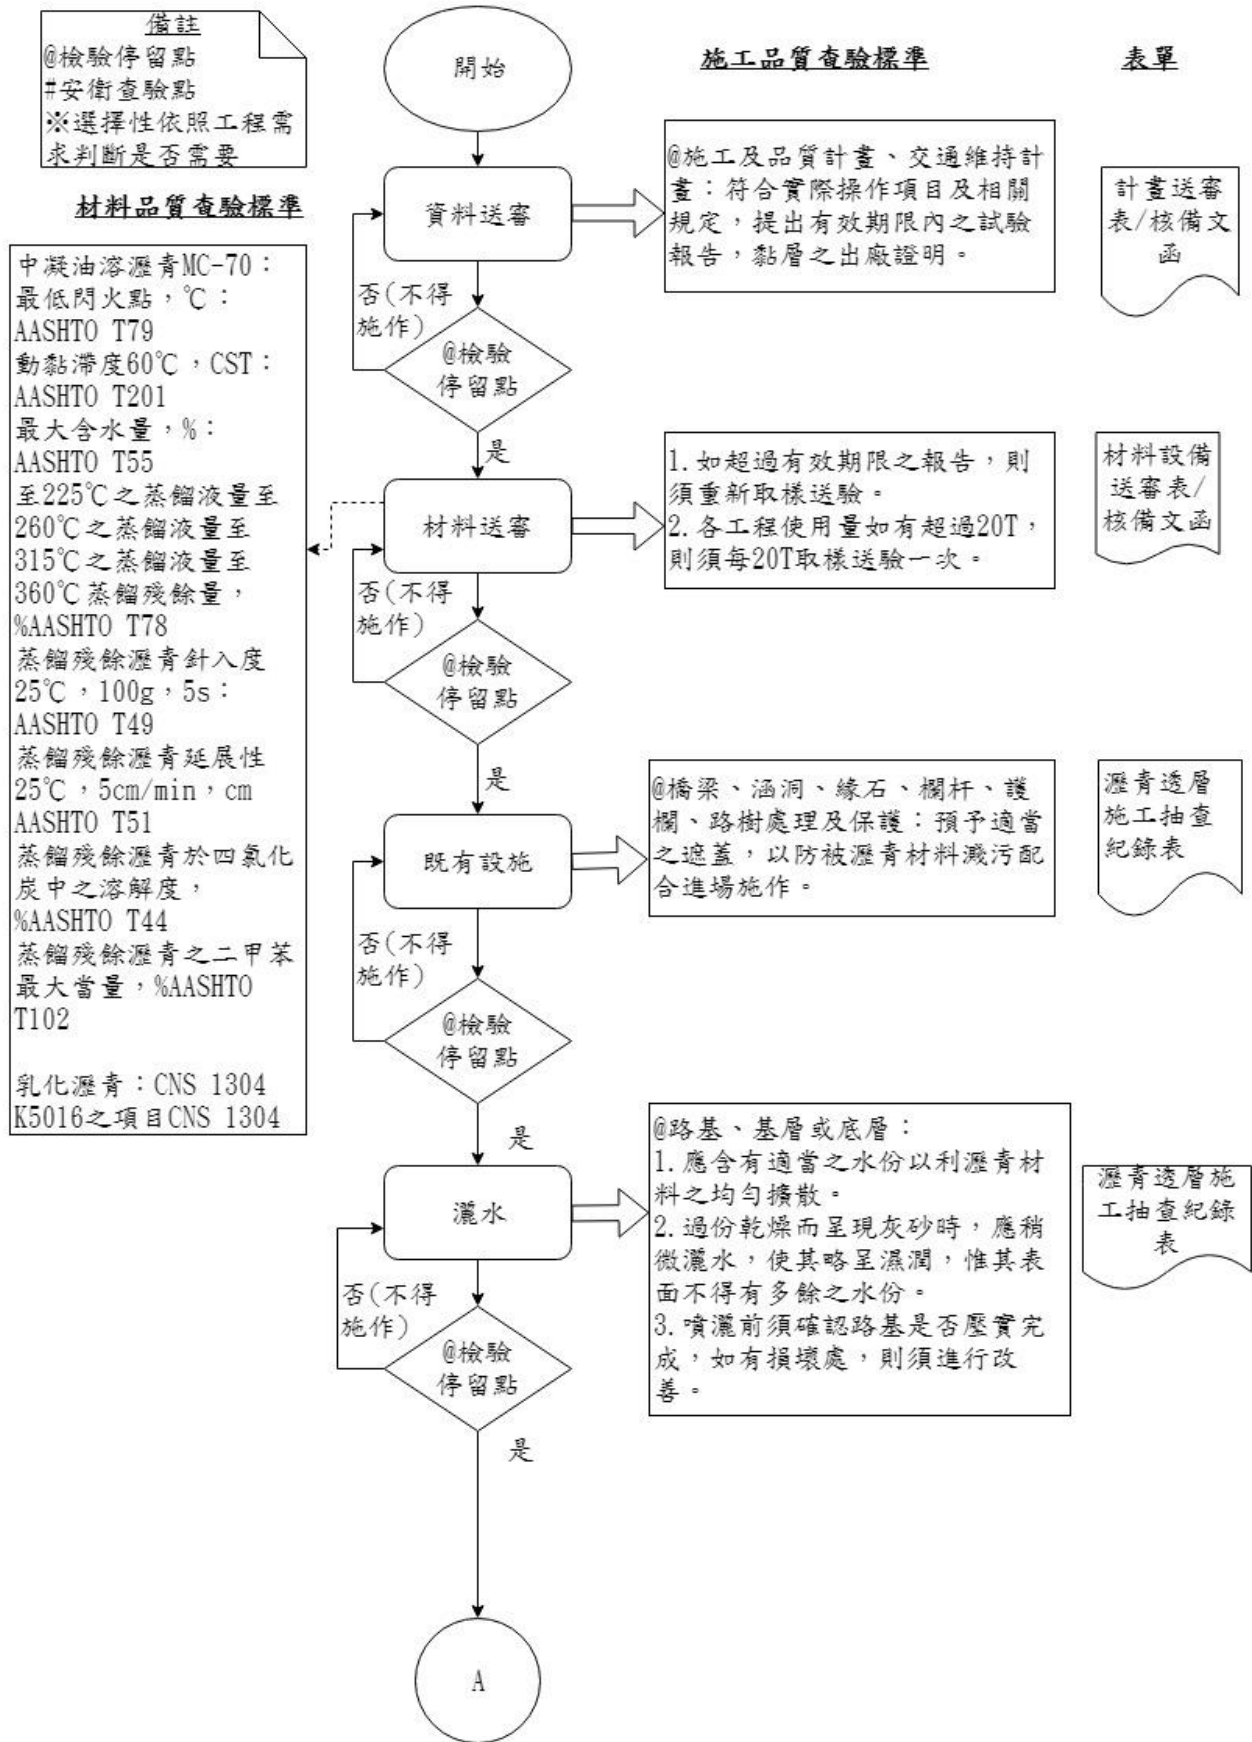 備註
@檢驗停留點
#安衛查驗點
※選擇性依照工程需
求判斷是否需要
開始
施工品質查驗標準
表單
資料送審
@施工及品質計畫、交通維持計
畫：符合實際操作項目及相關
規定，提出有效期限內之試驗
報告，黏層之出廠證明。
計畫送審
表/核備文
函
材料品質查驗標準
中凝油溶瀝青MC-70：
最低閃火點，℃：
AASHTO T79
動黏滯度60℃，CST：
AASHTO T201
最大含水量，%：
AASHTO T55
至225℃之蒸餾液量至
260℃之蒸餾液量至
315℃之蒸餾液量至
360℃蒸餾殘餘量，
%AASHTO T78
蒸餾殘餘瀝青針入度
25℃，100g，5s：
AASHTO T49
蒸餾殘餘瀝青延展性
25℃，5cm/min，cm
AASHTO T51
蒸餾殘餘瀝青於四氯化
炭中之溶解度，
%AASHTO T44
蒸餾殘餘瀝青之二甲苯
最大當量，%AASHTO
T102
乳化瀝青：CNS 1304
K5016之項目CNS 1304
否(不得
施作)
@檢驗
停留點
是
材料送審
1.如超過有效期限之報告，則
須重新取樣送驗。
2.各工程使用量如有超過20T，
則須每20T取樣送驗一次。
材料設備
送審表/
核備文函
否(不得
施作)
@檢驗
停留點
是
既有設施
@橋梁、涵洞、緣石、欄杆、護
欄、路樹處理及保護：預予適當
之遮蓋，以防被瀝青材料濺污配
合進場施作。
瀝青透層
施工抽查
紀錄表
否(不得
施作)
@檢驗
停留點
是
灑水
@路基、基層或底層：
1.應含有適當之水份以利瀝青材
料之均勻擴散。
2.過份乾燥而呈現灰砂時，應稍
微灑水，使其略呈濕潤，惟其表
面不得有多餘之水份。
3.噴灑前須確認路基是否壓實完
成，如有損壞處，則須進行改
善。
瀝青透層施
工抽查紀錄
表
否(不得
施作)
@檢驗
停留點
是
A